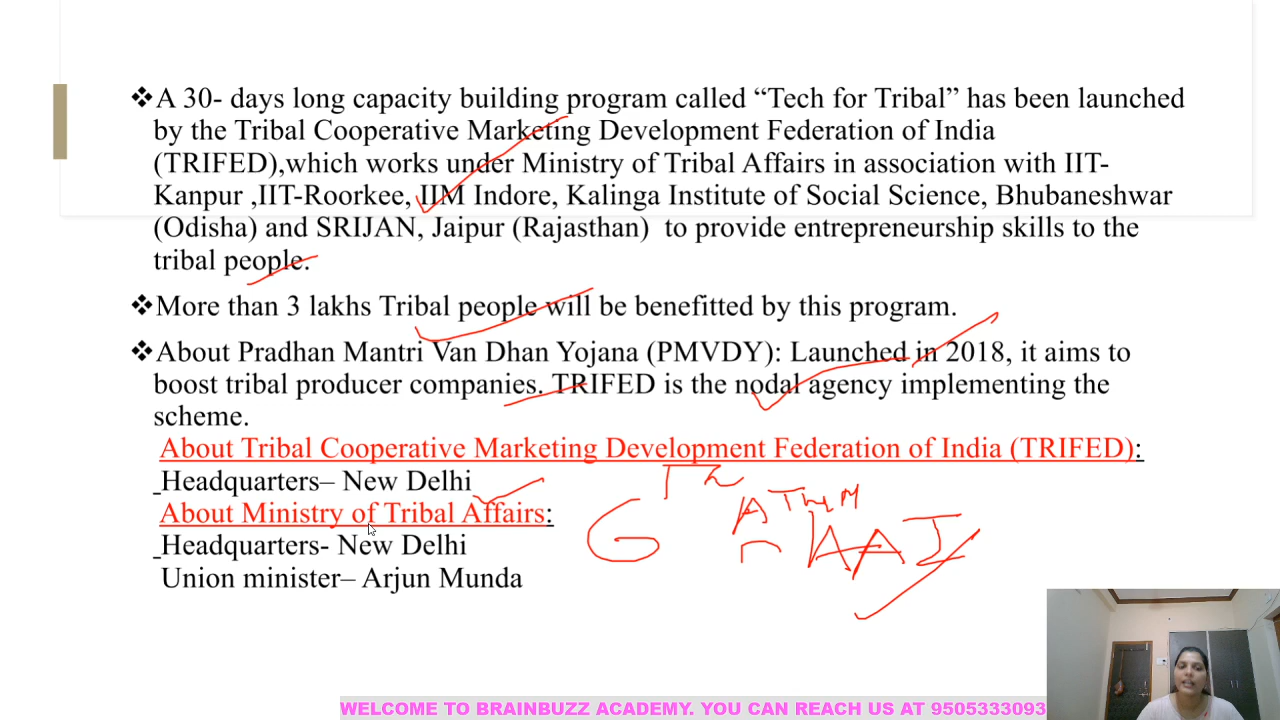 ❖A 30- days long capacity building program called “Tech for Tribal” has been launched
by the Tribal Cooperative Marketing Development Federation of India
(TRIFED),which works under Ministry of Tribal Affairs in association with IIT-
Kanpur ,IIT-Roorkee, IIM Indore, Kalinga Institute of Social Science, Bhubaneshwar
(Odisha) and SRIJAN, Jaipur (Rajasthan) to provide entrepreneurship skills to the
tribal people.
❖More than 3 lakhs Tribal people will be benefitted by this program.
❖About Pradhan Mantri Van Dhan Yojana (PMVDY): Launched in 2018, it aims to
boost tribal producer companies. TRIFED is the nodal agency implementing the
scheme.
About Tribal Cooperative Marketing Development Federation of India (TRIFED):
Headquarters– New Delhi
About Ministry of Tribal Affairs:
Headquarters- New Delhi
Union minister– Arjun Munda
WELCOME TO BRAINBUZZ ACADEMY. YOU CAN REACH US AT 9505333093